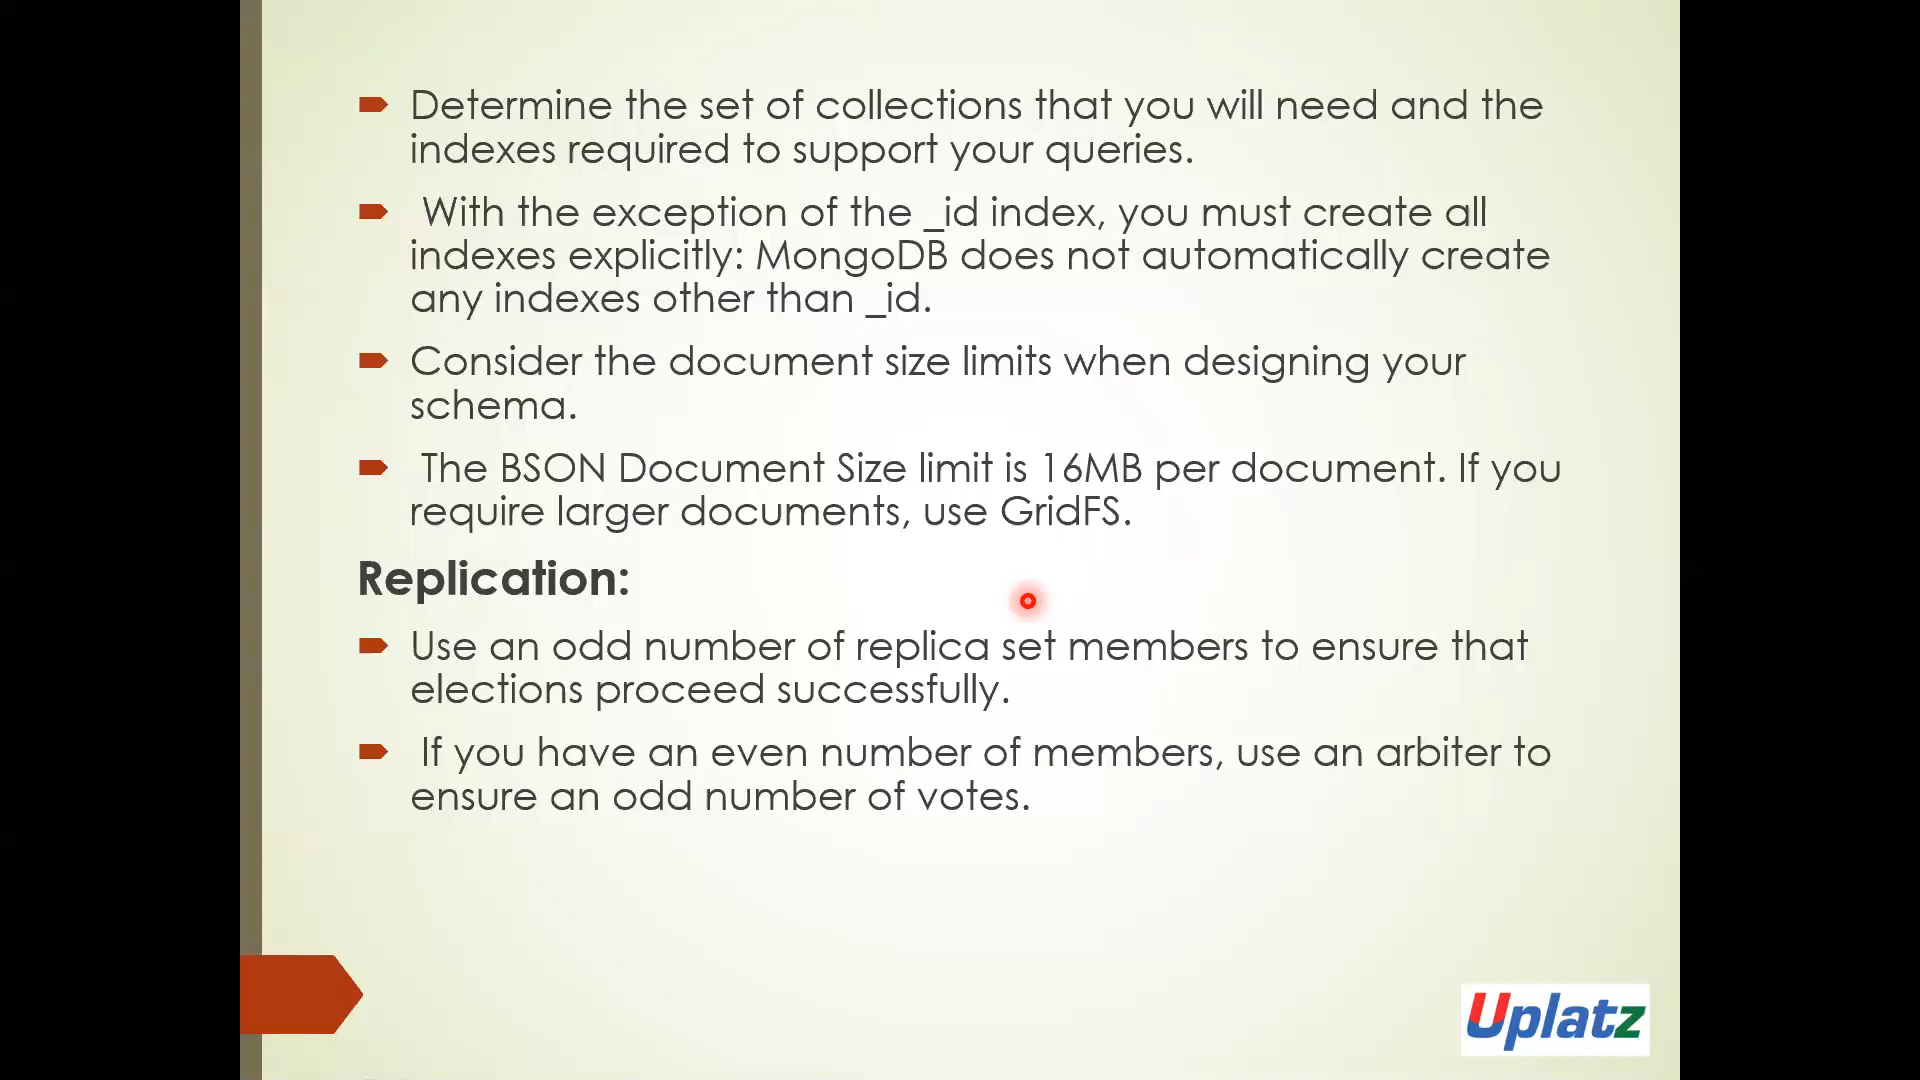 Determine the set of collections that you will need and the
indexes required to support your queries.
With the exception of the _id index, you must create all
indexes explicitly: MongoDB does not automatically create
any indexes other than _id.
Consider the document size limits when designing your
schema.
The BSON Document Size limit is 16MB per document. If you
require larger documents, use GridFS.
Replication:
Use an odd number of replica set members to ensure that
elections proceed successfully.
If you have an even number of members, use an arbiter to
ensure an odd number of votes.
Uplatz